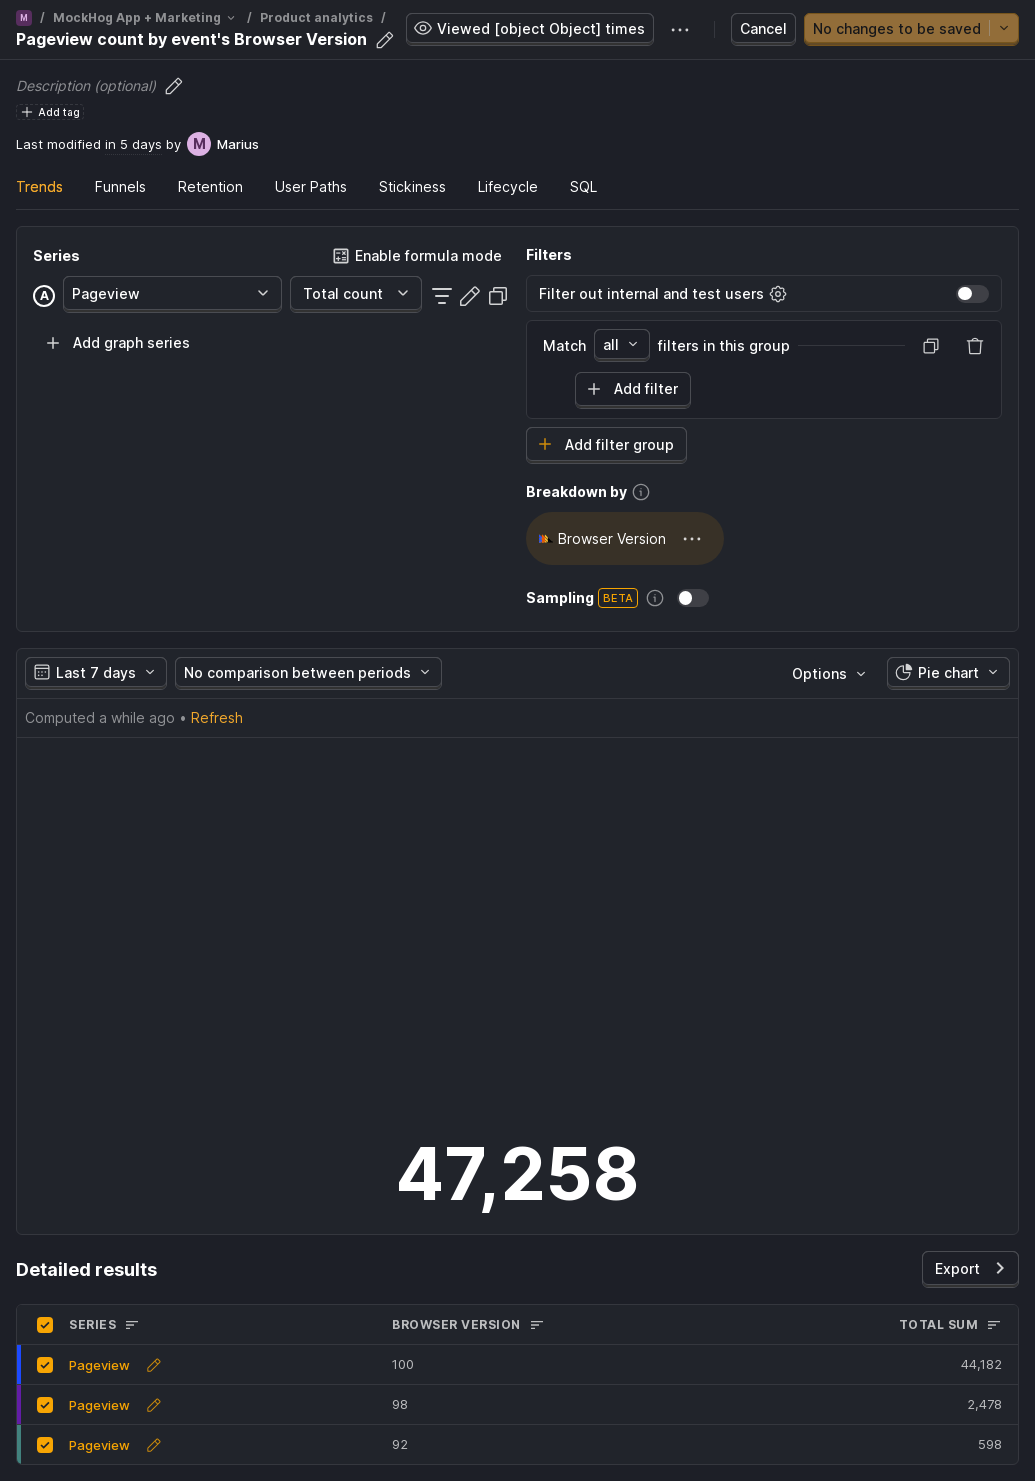 M / MockHog App + Marketing / Product analytics /
Pageview count by event's Browser Version
Viewed [object Object] times
Cancel
No changes to be saved
Description (optional)
Add tag
Last modified in 5 days by M Marius
Trends Funnels Retention User Paths Stickiness Lifecycle SQL
Series
Enable formula mode
A Pageview Total count
Add graph series
Filters
Filter out internal and test users
Match all filters in this group
Add filter
Add filter group
Breakdown by
Browser Version
Sampling BETA
Last 7 days No comparison between periods Options Pie chart
Computed a while ago • Refresh
47,258
Detailed results
Export
SERIES BROWSER VERSION TOTAL SUM
Pageview 100 44,182
Pageview 98 2,478
Pageview 92 598